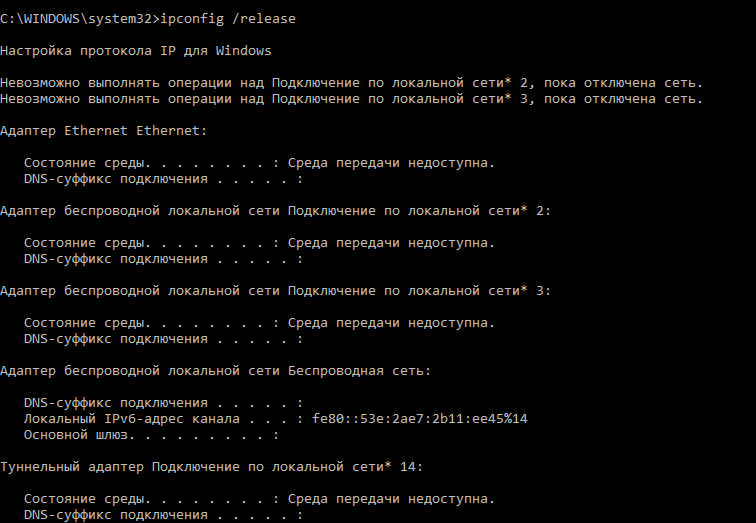 C:\WINDOWS\system32>ipconfig /release
Настройка протокола IP для Windows
Невозможно выполнять операции над Подключение по локальной сети* 2, пока отключена сеть.
Невозможно выполнять операции над Подключение по локальной сети* 3, пока отключена сеть.
Адаптер Ethernet Ethernet:
Состояние среды. . . . . . . . : Среда передачи недоступна.
DNS-суффикс подключения . . . . . :
Адаптер беспроводной локальной сети Подключение по локальной сети* 2:
Состояние среды. . . . . . . . : Среда передачи недоступна.
DNS-суффикс подключения . . . . . :
Адаптер беспроводной локальной сети Подключение по локальной сети* 3:
Состояние среды. . . . . . . . : Среда передачи недоступна.
DNS-суффикс подключения . . . . . :
Адаптер беспроводной локальной сети Беспроводная сеть:
DNS-суффикс подключения . . . . . :
Локальный IPv6-адрес канала . . . : fe80::53e:2ae7:2b11:ee45%14
Основной шлюз. . . . . . . . . :
Туннельный адаптер Подключение по локальной сети* 14:
Состояние среды. . . . . . . . : Среда передачи недоступна.
DNS-суффикс подключения . . . . . :